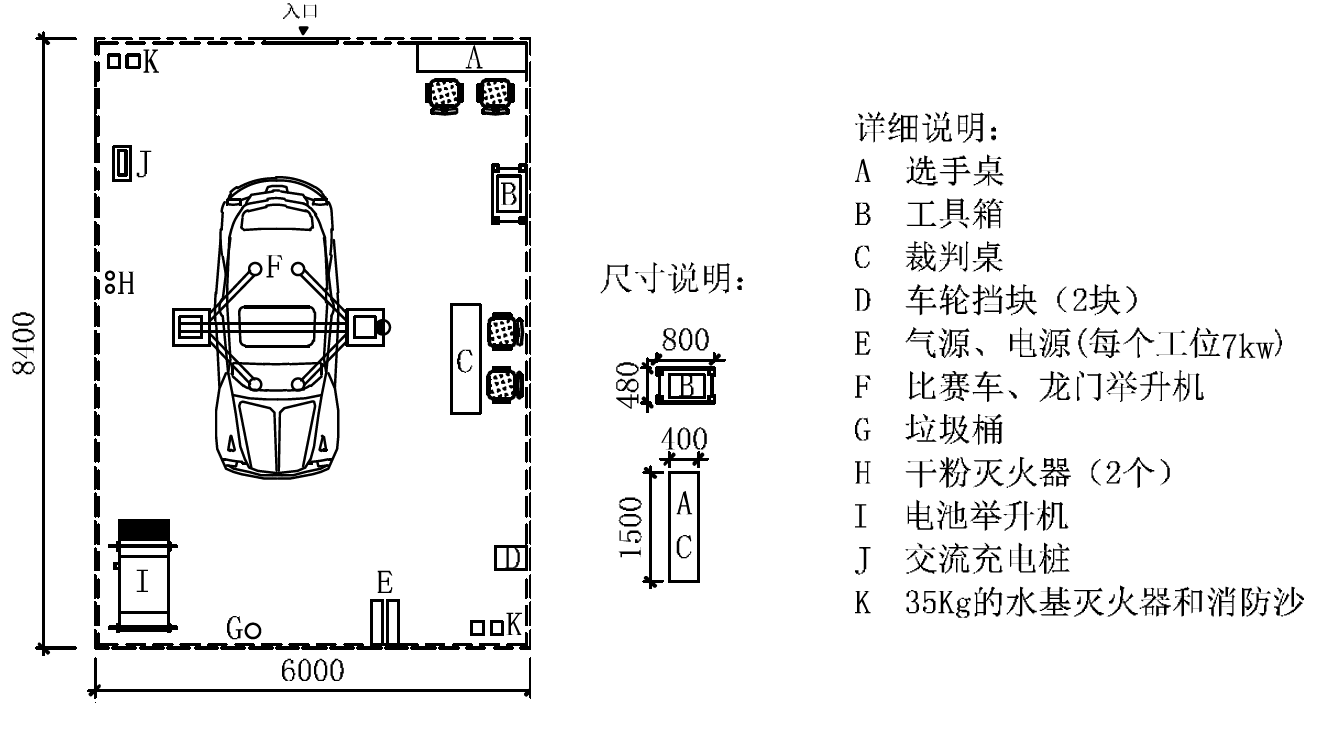 入口
K
A
J
B
F
H
8400
C
I
D
E
G
K
6000
尺寸说明：
800
480
B
400
1500
A
C
详细说明：
A 选手桌
B 工具箱
C 裁判桌
D 车轮挡块（2块）
E 气源、电源(每个工位7kw)
F 比赛车、龙门举升机
G 垃圾桶
H 干粉灭火器（2个）
I 电池举升机
J 交流充电桩
K 35Kg的水基灭火器和消防沙